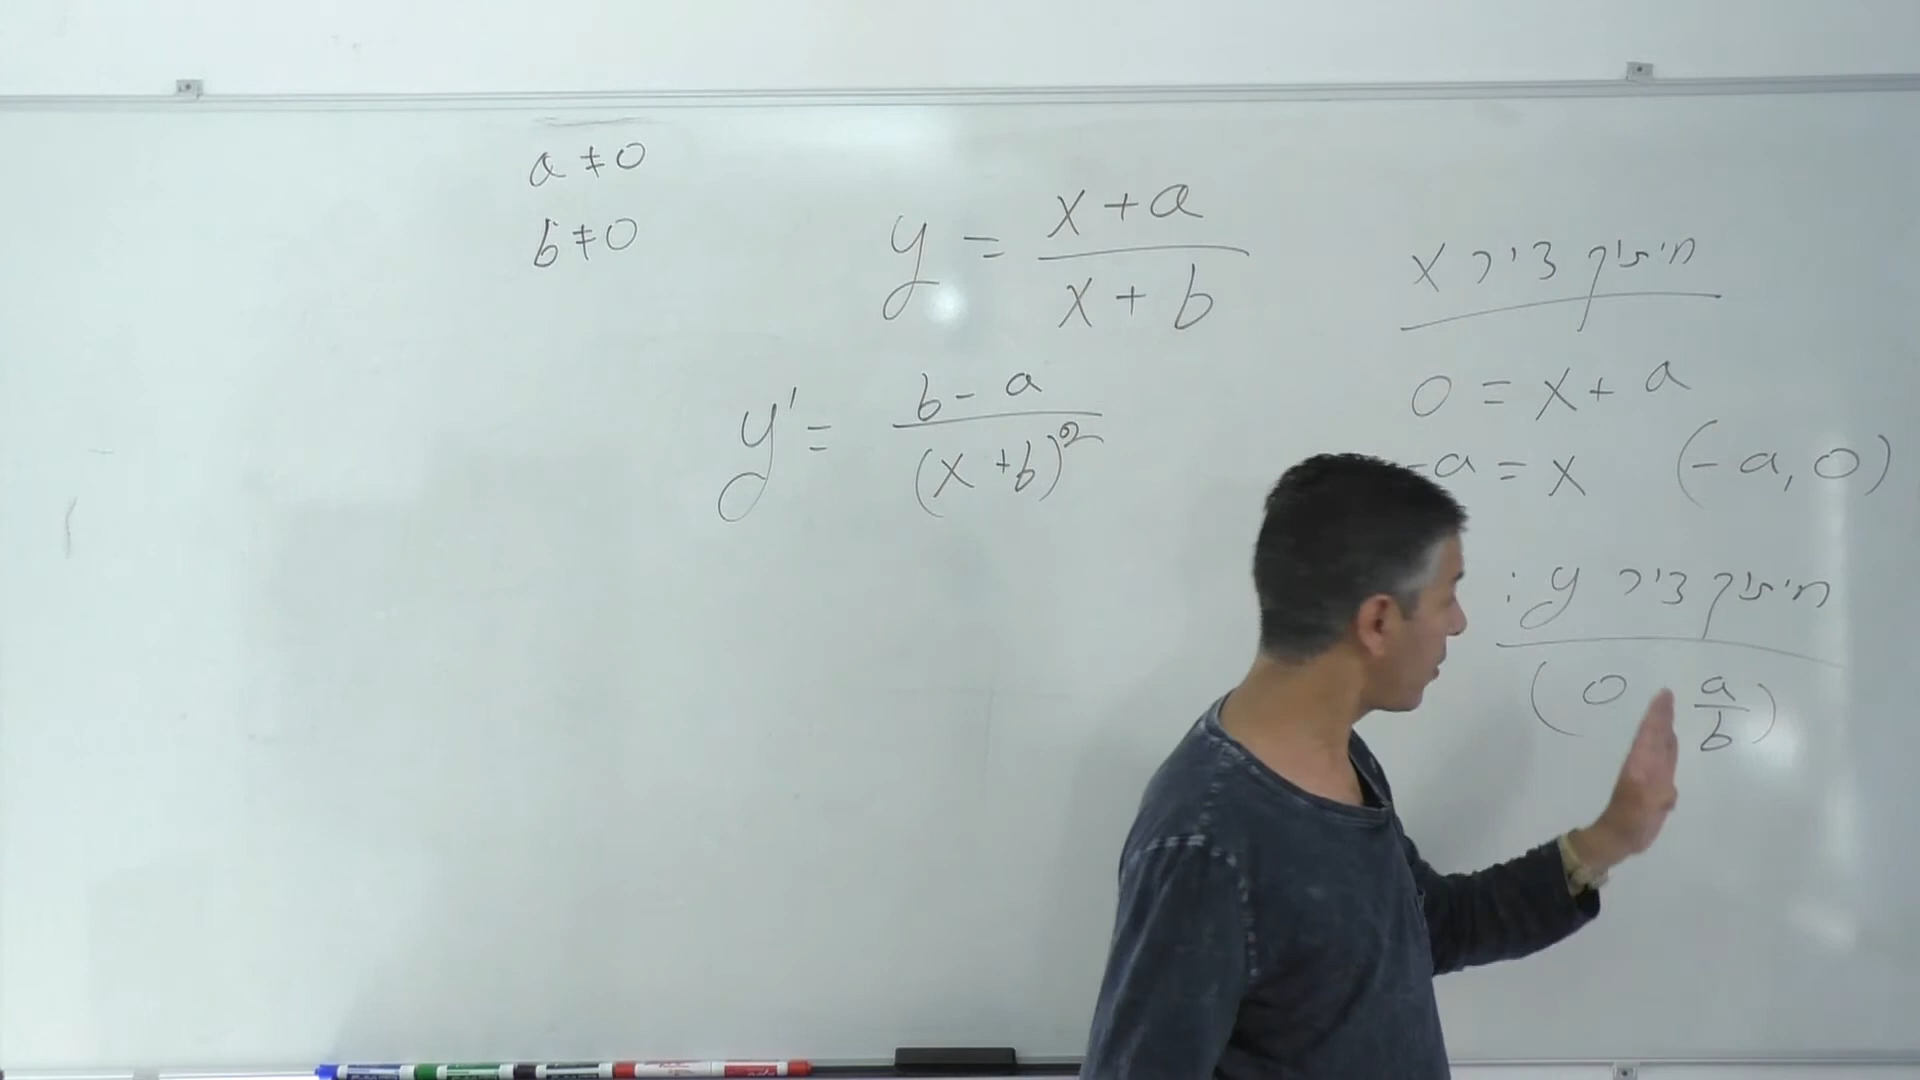 a ≠ 0
b ≠ 0
y = (x + a)/(x + b)
y' = (b - a)/(x + b)²
חיתוך ציר x
0 = x + a
-a = x (-a, 0)
חיתוך ציר y :
(0 a/b)